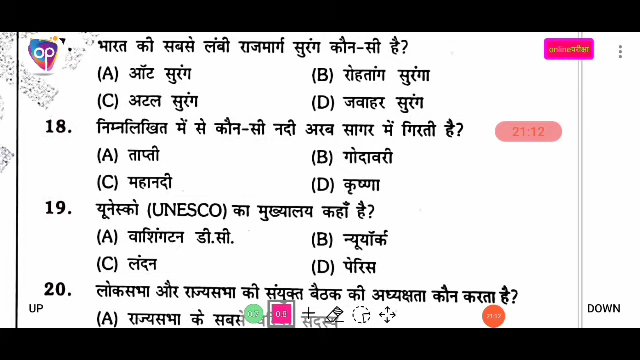 भारत की सबसे लंबी राजमार्ग सुरंग कौन-सी है?
onlineपरीक्षा
(A) ऑट सुरंग (B) रोहतांग सुरंगा
(C) अटल सुरंग (D) जवाहर सुरंग
18. निम्नलिखित में से कौन-सी नदी अरब सागर में गिरती है?
21:12
(A) ताप्ती (B) गोदावरी
(C) महानदी (D) कृष्णा
19. यूनेस्को (UNESCO) का मुख्यालय कहाँ है?
(A) वाशिंगटन डी.सी. (B) न्यूयॉर्क
(C) लंदन (D) पेरिस
20. लोकसभा और राज्यसभा की संयुक्त बैठक की अध्यक्षता कौन करता है?
UP DOWN
(A) राज्यसभा के सबसे सदस्य